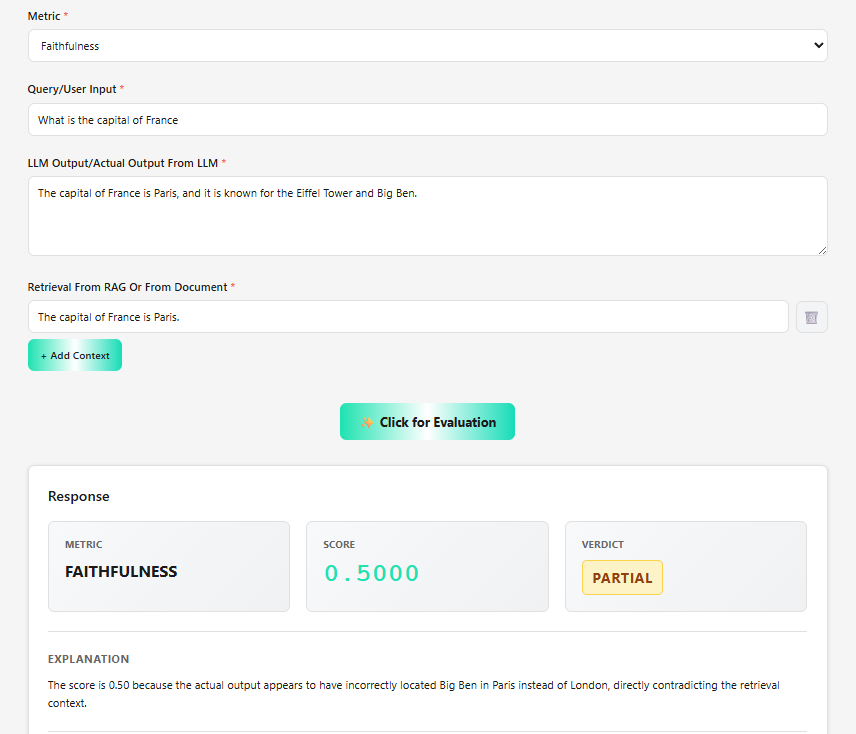 Metric *
Faithfulness
Query/User Input *
What is the capital of France
LLM Output/Actual Output From LLM *
The capital of France is Paris, and it is known for the Eiffel Tower and Big Ben.
Retrieval From RAG Or From Document *
The capital of France is Paris.
+ Add Context
✨ Click for Evaluation
Response
METRIC
FAITHFULNESS
SCORE
0.5000
VERDICT
PARTIAL
EXPLANATION
The score is 0.50 because the actual output appears to have incorrectly located Big Ben in Paris instead of London, directly contradicting the retrieval
context.